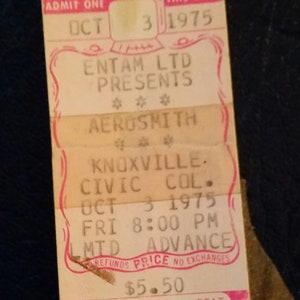 ADMIT ONE
OCT 3 1975
ENTAM LTD
PRESENTS
* * *
AEROSMITH
* * *
KNOXVILLE
CIVIC COL.
OCT 3 1975
FRI 8:00 PM
LMTD ADVANCE
REFUNDS PRICE NO EXCHANGES
$5.50